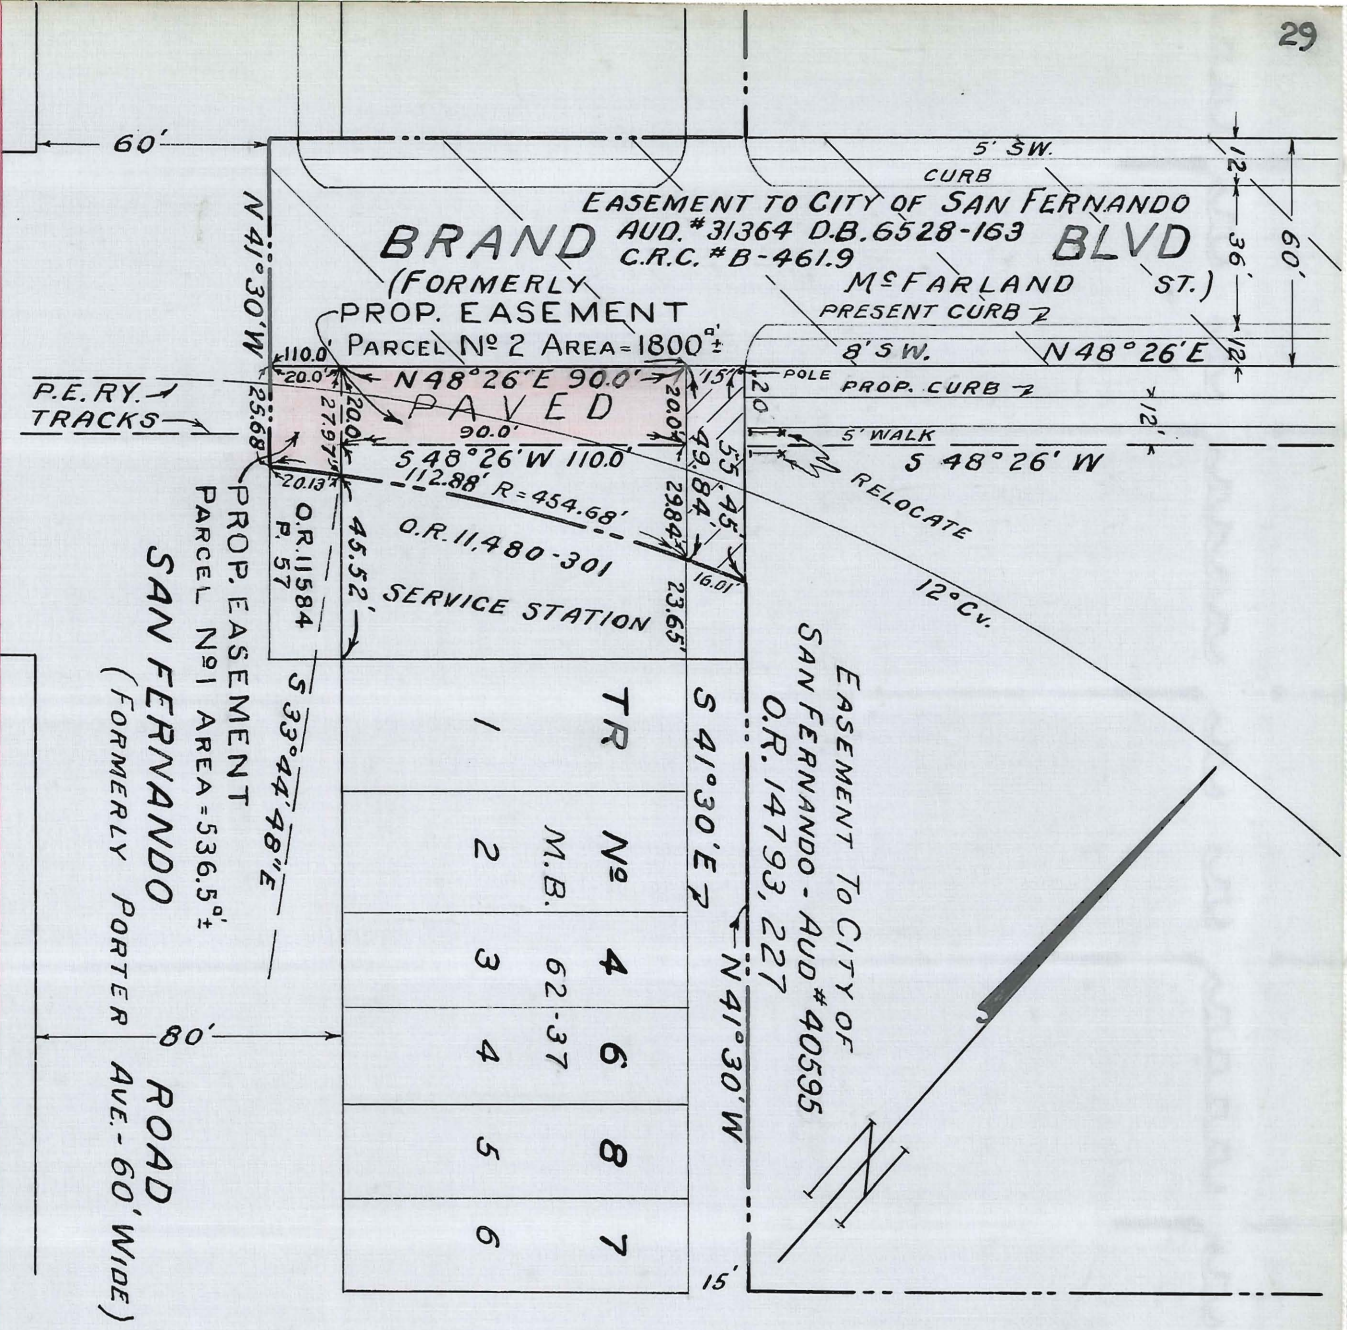 29
60'
5' SW.
CURB
12
36'
12
60'
EASEMENT TO CITY OF SAN FERNANDO
AUD. #31364 D.B. 6528-163
C.R.C. #B-461.9
BRAND BLVD
(FORMERLY McFARLAND ST.)
PROP. EASEMENT
PARCEL Nº 2 AREA = 1800 □' ±
PRESENT CURB
8' SW.
N 48° 26' E
POLE
PROP. CURB
12'
5' WALK
S 48° 26' W
RELOCATE
N 41° 30' W
110.0'
20.0'
N 48° 26' E 90.0'
15'
20'
P.E. RY.
TRACKS
25.68'
27.97'
20.0'
PAVED
90.0'
20.0'
S 48° 26' W 110.0'
49.84'
55.45'
20.13'
112.88' R = 454.68'
29.84'
16.01'
O.R. 11480-301
SERVICE STATION
45.52'
23.65'
12° Cv.
O.R. 11584
P. 57
PROP. EASEMENT
PARCEL Nº 1 AREA = 536.5 □' ±
S 33° 44' 48" E
SAN FERNANDO ROAD
(FORMERLY PORTER AVE. - 60' WIDE)
80'
TR. Nº 4687
M.B. 62-37
1
2
3
4
5
6
S 41° 30' E
N 41° 30' W
EASEMENT TO CITY OF
SAN FERNANDO - AUD #40595
O.R. 14793, 227
15'
N